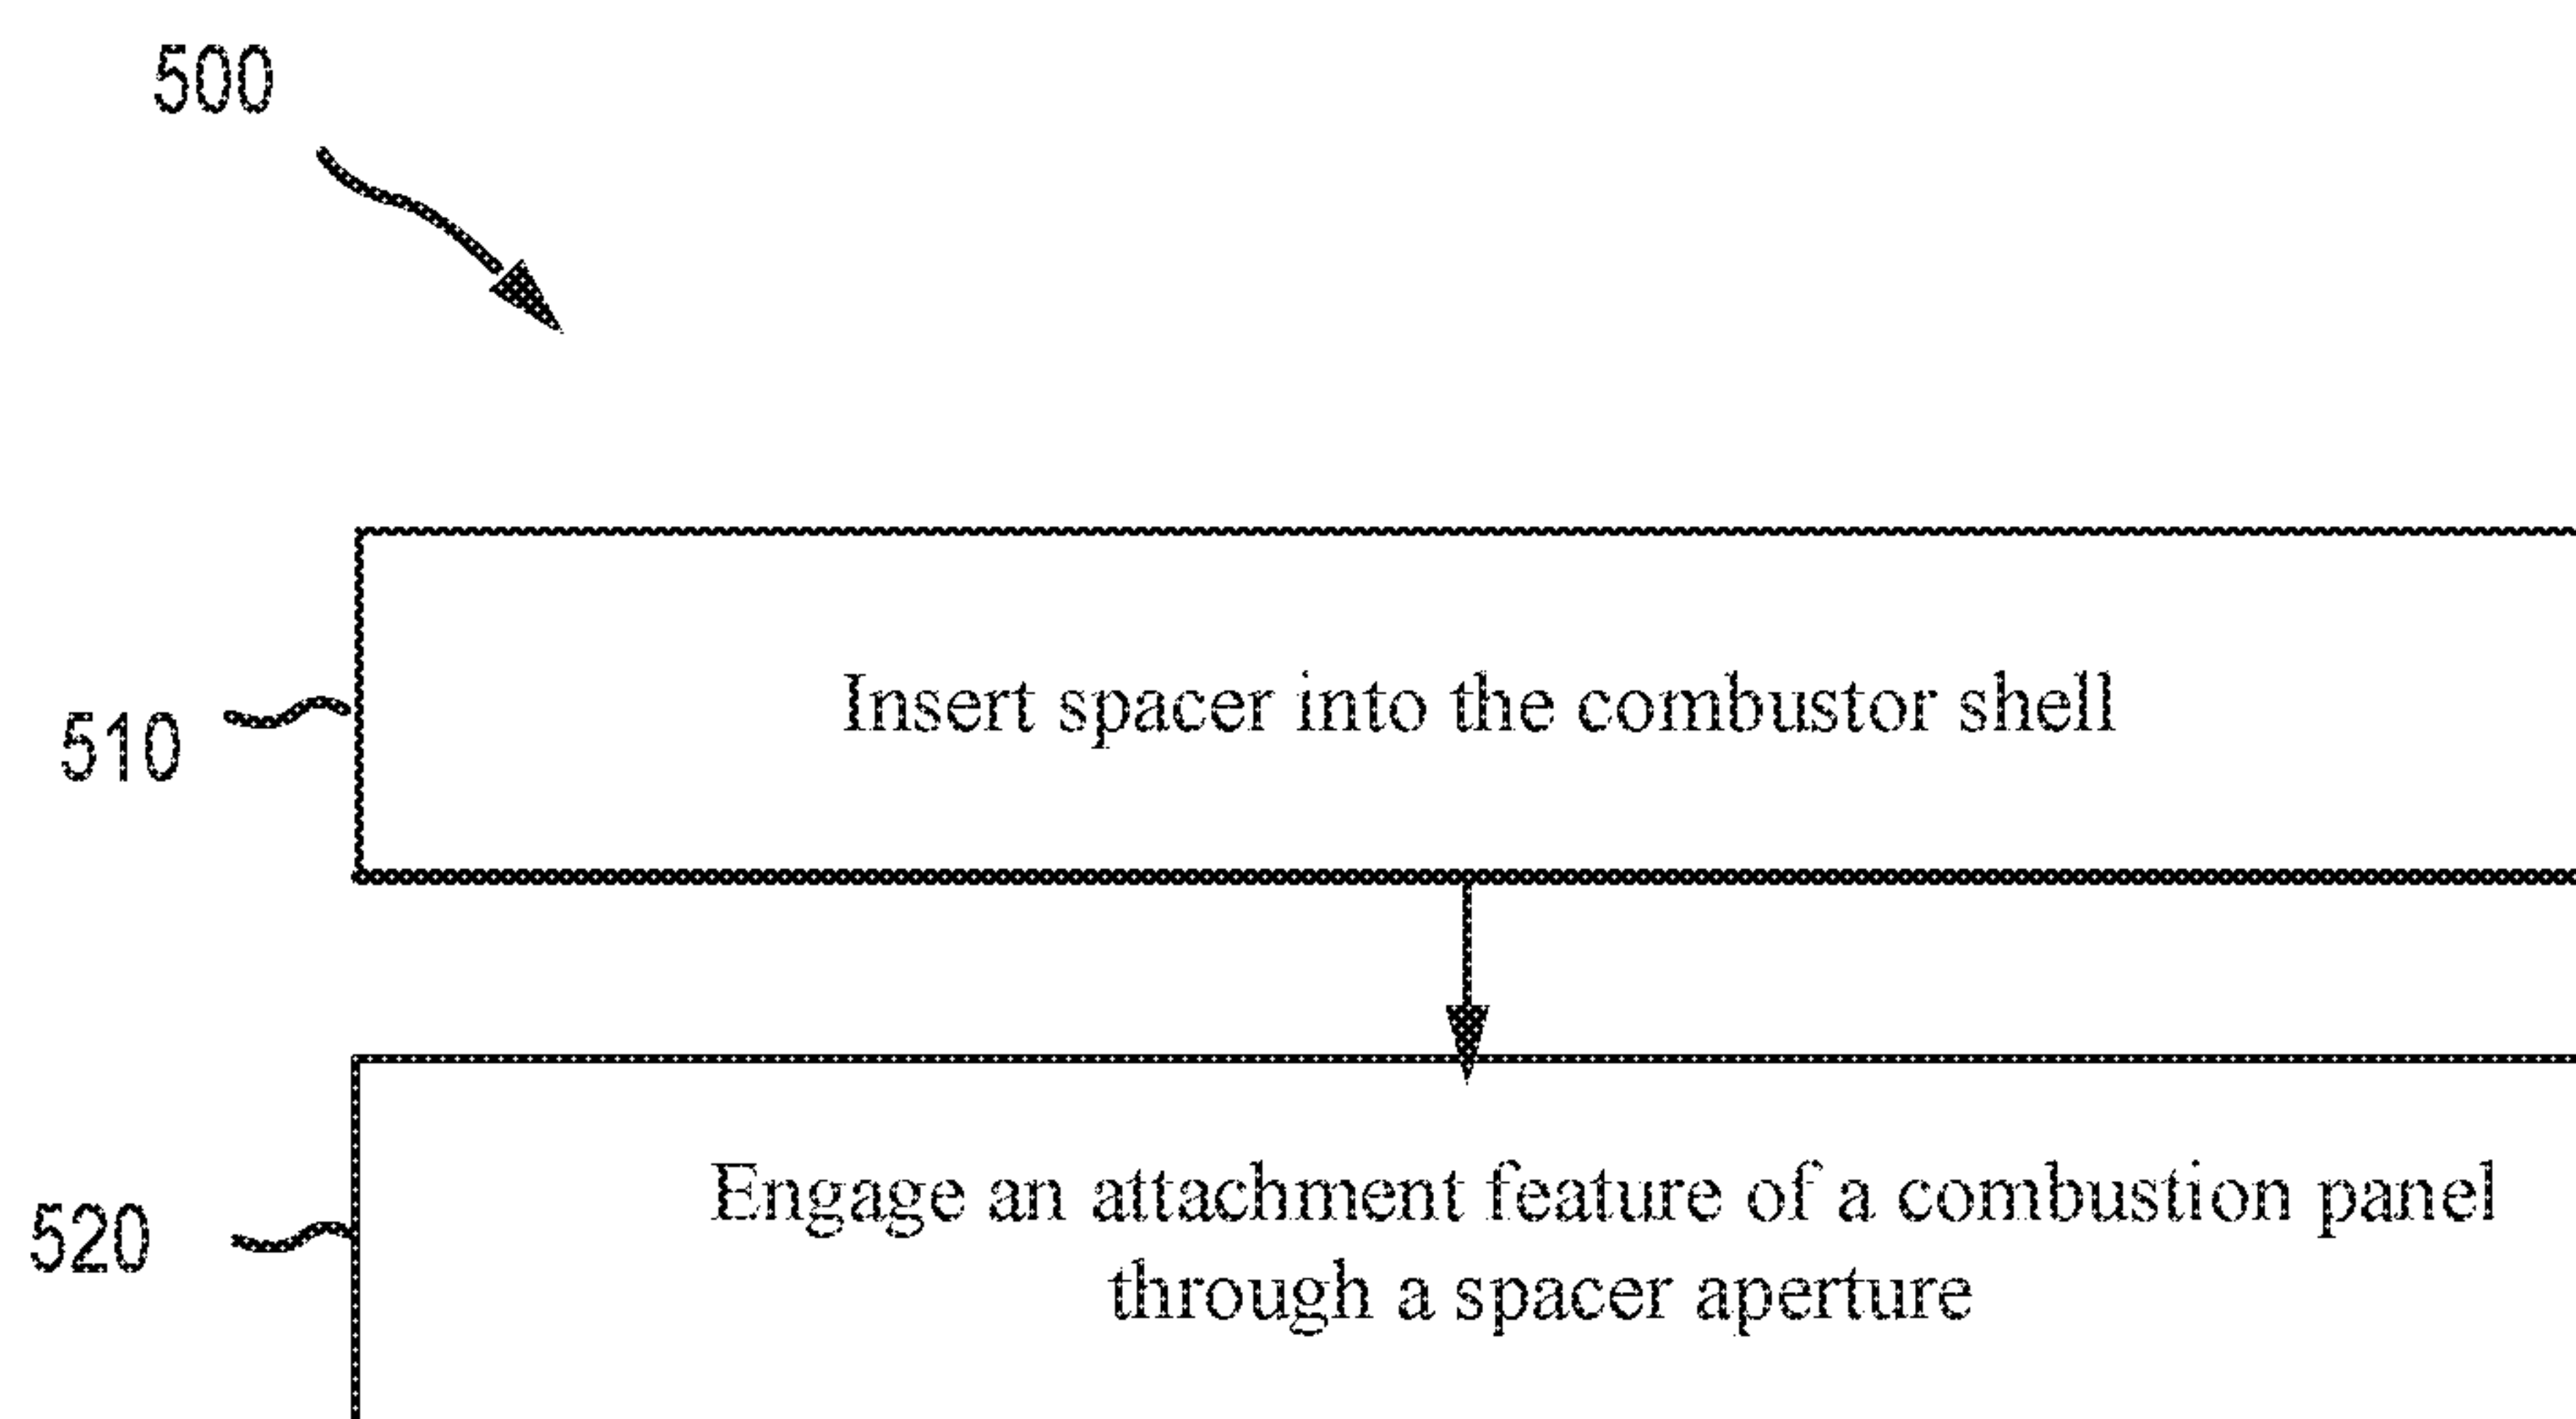 500
510
Insert spacer into the combustor shell
520
Engage an attachment feature of a combustion panel
through a spacer aperture